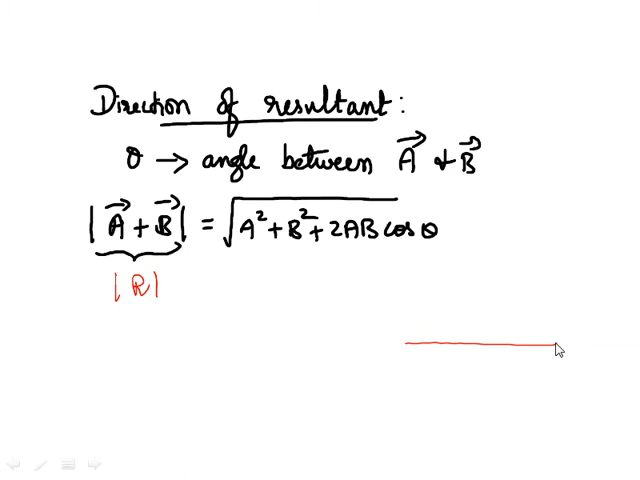 Direction of resultant :
θ → angle between A⃗ & B⃗
|A⃗ + B⃗| = √(A² + B² + 2AB cos θ)
|R|